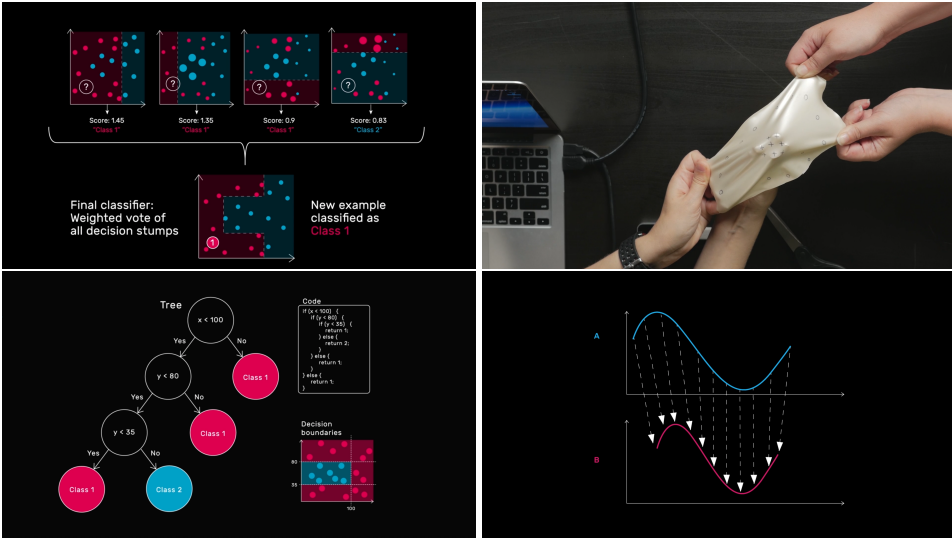 ?
?
?
?
Score: 1.45
"Class 1"
Score: 1.35
"Class 1"
Score: 0.9
"Class 1"
Score: 0.83
"Class 2"
Final classifier:
Weighted vote of
all decision stumps
1
New example
classified as
Class 1
Tree
x < 100
Yes
No
y < 80
Class 1
Yes
No
y < 35
Class 1
Yes
No
Class 1
Class 2
Code
if (x < 100) {
if (y < 80) {
if (y < 35) {
return 1;
} else {
return 2;
}
} else {
return 1;
}
} else {
return 1;
}
Decision
boundaries
80
35
100
A
B